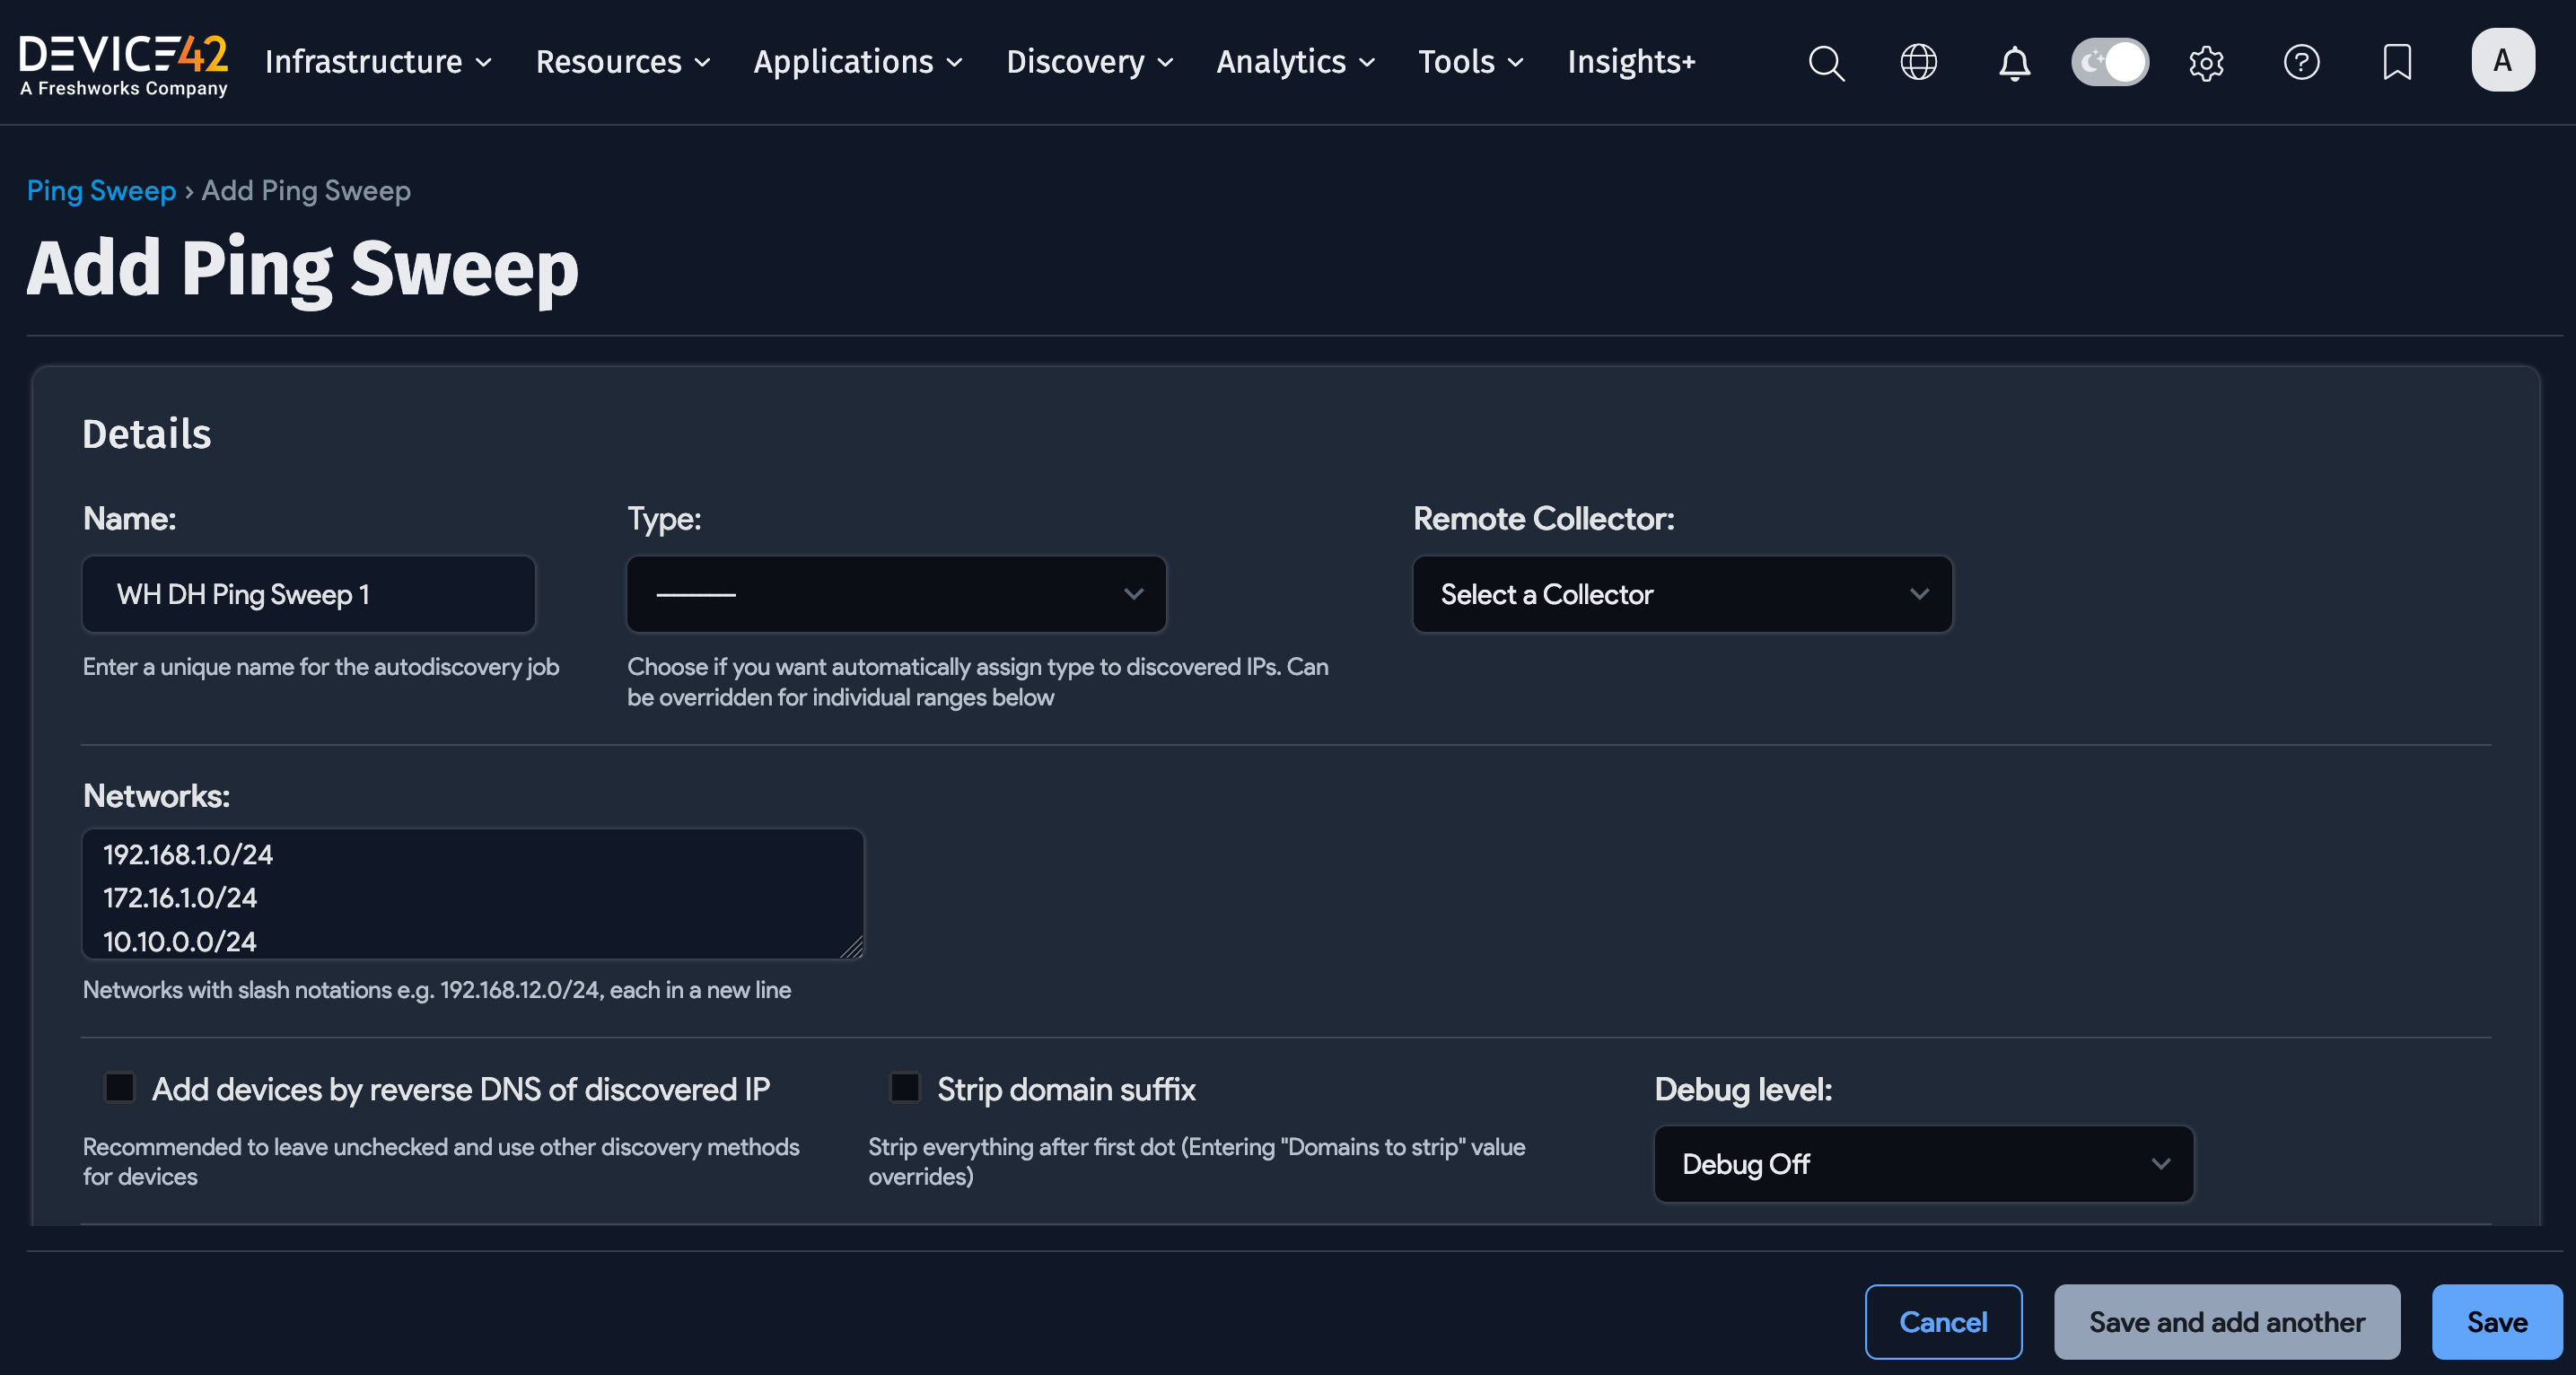 DEVICE42
A Freshworks Company
Infrastructure
Resources
Applications
Discovery
Analytics
Tools
Insights+
A
Ping Sweep › Add Ping Sweep
Add Ping Sweep
Details
Name:
Type:
Remote Collector:
WH DH Ping Sweep 1
———
Select a Collector
Enter a unique name for the autodiscovery job
Choose if you want automatically assign type to discovered IPs. Can
be overridden for individual ranges below
Networks:
192.168.1.0/24
172.16.1.0/24
10.10.0.0/24
Networks with slash notations e.g. 192.168.12.0/24, each in a new line
Add devices by reverse DNS of discovered IP
Recommended to leave unchecked and use other discovery methods
for devices
Strip domain suffix
Strip everything after first dot (Entering "Domains to strip" value
overrides)
Debug level:
Debug Off
Cancel
Save and add another
Save